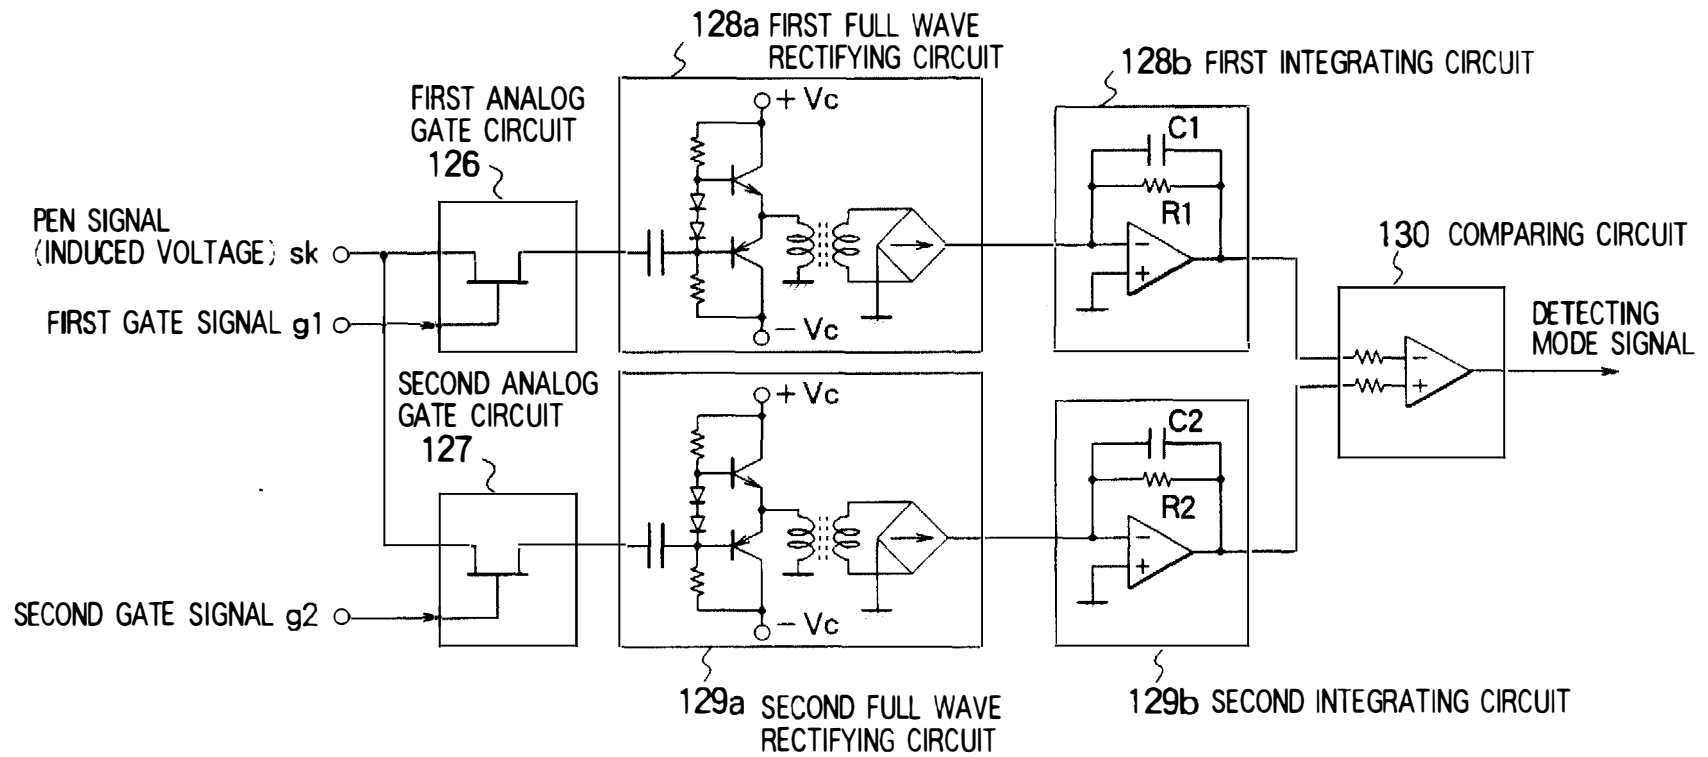 128a FIRST FULL WAVE
RECTIFYING CIRCUIT
128b FIRST INTEGRATING CIRCUIT
FIRST ANALOG
GATE CIRCUIT
126
+ Vc
C1
R1
PEN SIGNAL
(INDUCED VOLTAGE) sk
FIRST GATE SIGNAL g1
−
+
− Vc
130 COMPARING CIRCUIT
−
+
DETECTING
MODE SIGNAL
SECOND ANALOG
GATE CIRCUIT
127
+ Vc
C2
R2
−
+
SECOND GATE SIGNAL g2
− Vc
129a SECOND FULL WAVE
RECTIFYING CIRCUIT
129b SECOND INTEGRATING CIRCUIT